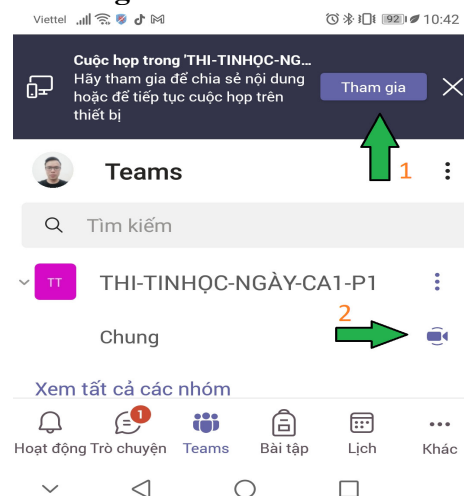 Viettel 92 10:42
Cuộc họp trong 'THI-TINHỌC-NG...
Hãy tham gia để chia sẻ nội dung
hoặc để tiếp tục cuộc họp trên
thiết bị
Tham gia
1
Teams
Tìm kiếm
TT THI-TINHỌC-NGÀY-CA1-P1
2
Chung
Xem tất cả các nhóm
1
Hoạt động Trò chuyện Teams Bài tập Lịch Khác